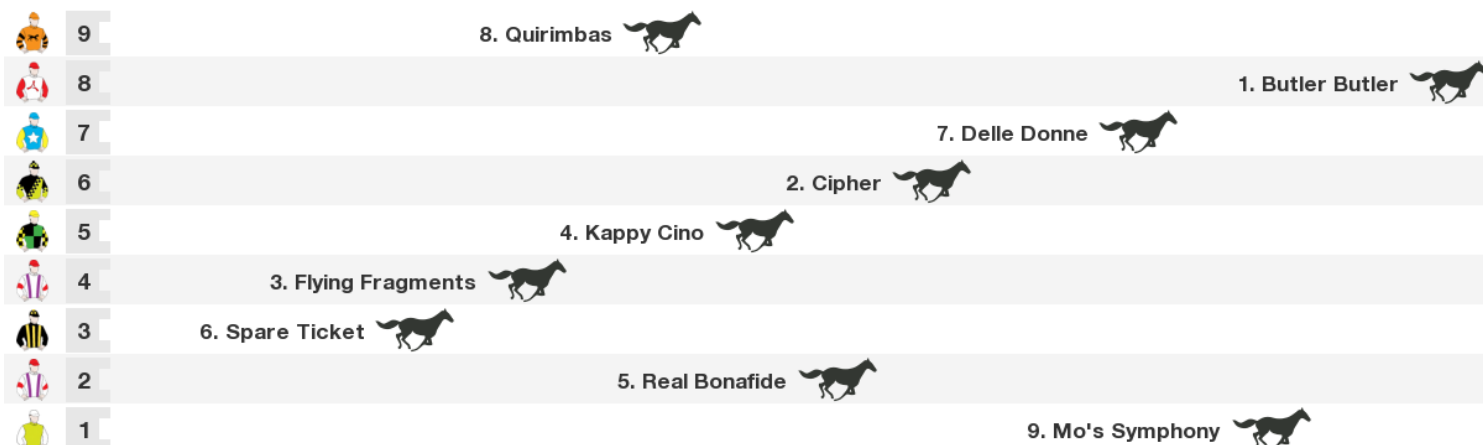 9 8. Quirimbas
8 1. Butler Butler
7 7. Delle Donne
6 2. Cipher
5 4. Kappy Cino
4 3. Flying Fragments
3 6. Spare Ticket
2 5. Real Bonafide
1 9. Mo's Symphony